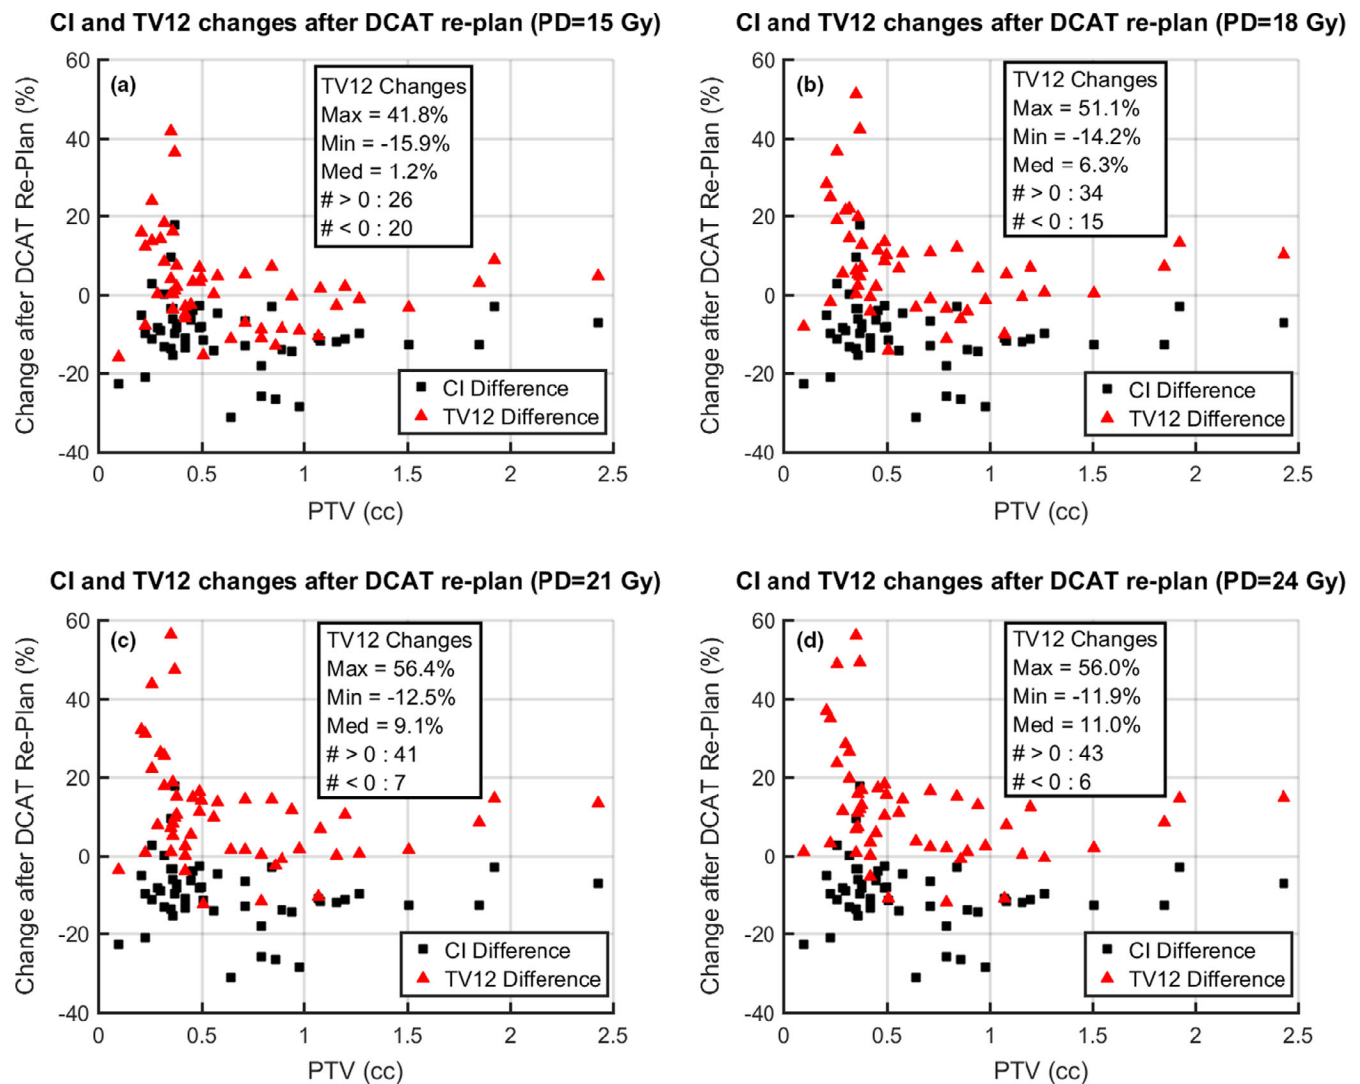 CI and TV12 changes after DCAT re-plan (PD=15 Gy)
(a)
TV12 Changes
Max = 41.8%
Min = -15.9%
Med = 1.2%
# > 0 : 26
# < 0 : 20
CI Difference
TV12 Difference
60
40
20
0
-20
-40
Change after DCAT Re-Plan (%)
0 0.5 1 1.5 2 2.5
PTV (cc)
CI and TV12 changes after DCAT re-plan (PD=18 Gy)
(b)
TV12 Changes
Max = 51.1%
Min = -14.2%
Med = 6.3%
# > 0 : 34
# < 0 : 15
CI Difference
TV12 Difference
60
40
20
0
-20
-40
Change after DCAT Re-Plan (%)
0 0.5 1 1.5 2 2.5
PTV (cc)
CI and TV12 changes after DCAT re-plan (PD=21 Gy)
(c)
TV12 Changes
Max = 56.4%
Min = -12.5%
Med = 9.1%
# > 0 : 41
# < 0 : 7
CI Difference
TV12 Difference
60
40
20
0
-20
-40
Change after DCAT Re-Plan (%)
0 0.5 1 1.5 2 2.5
PTV (cc)
CI and TV12 changes after DCAT re-plan (PD=24 Gy)
(d)
TV12 Changes
Max = 56.0%
Min = -11.9%
Med = 11.0%
# > 0 : 43
# < 0 : 6
CI Difference
TV12 Difference
60
40
20
0
-20
-40
Change after DCAT Re-Plan (%)
0 0.5 1 1.5 2 2.5
PTV (cc)